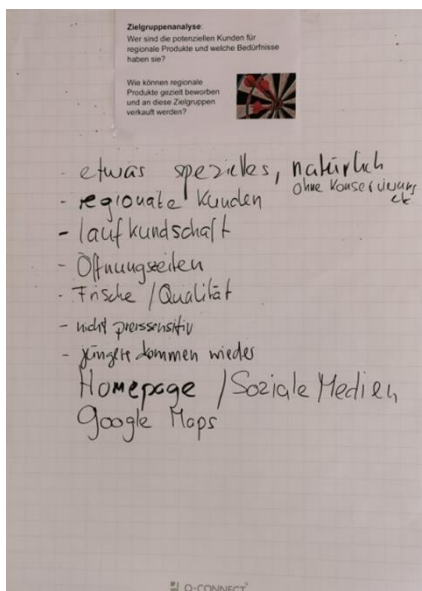 Zielgruppenanalyse:
Wer sind die potenziellen Kunden für
regionale Produkte und welche Bedürfnisse
haben sie?
Wie können regionale
Produkte gezielt beworben
und an diese Zielgruppen
verkauft werden?
- etwas spezielles, natürlich
ohne Konservierung
etc
- regionale Kunden
- laufkundschaft
- Öffnungszeiten
- Frische / Qualität
- nicht preissensitiv
- jüngere kommen wieder
Homepage / Soziale Medien
Google Maps
Q-CONNECT